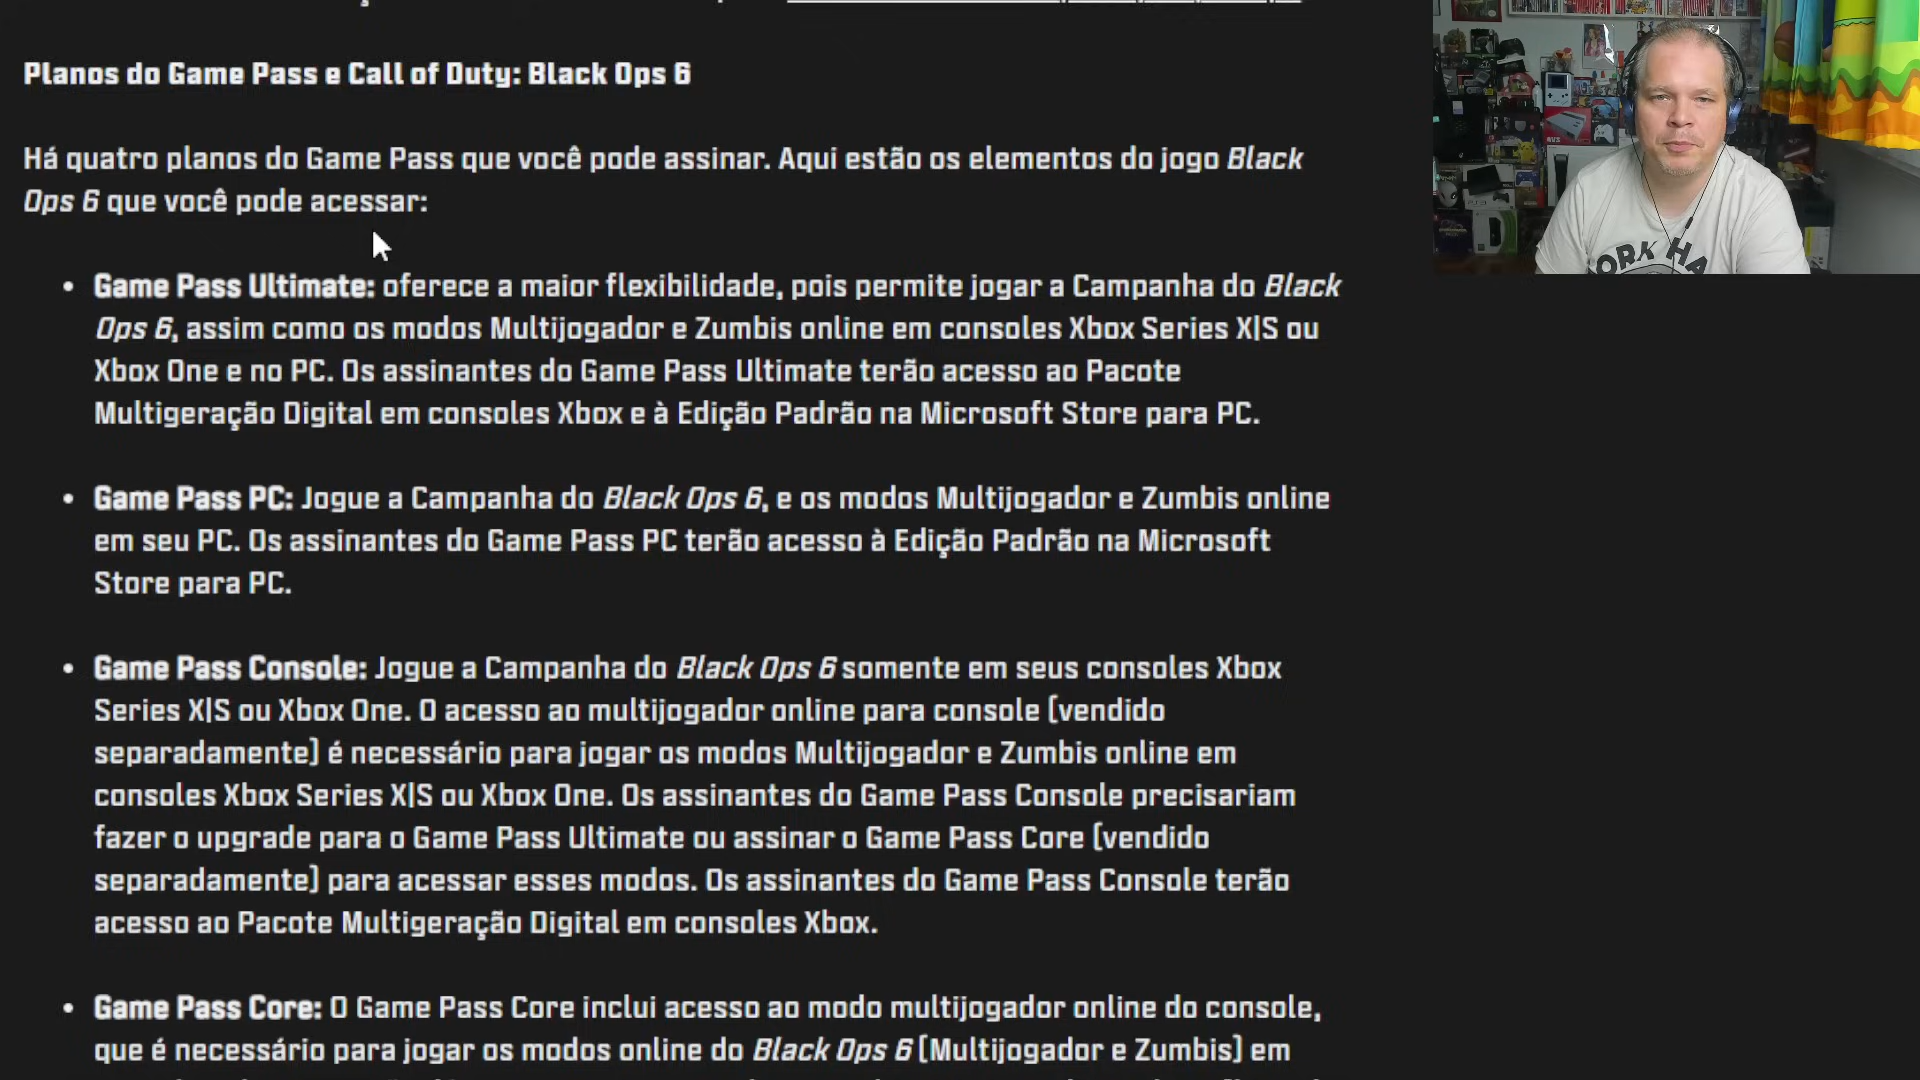 Planos do Game Pass e Call of Duty: Black Ops 6
Há quatro planos do Game Pass que você pode assinar. Aqui estão os elementos do jogo Black
Ops 6 que você pode acessar:
• Game Pass Ultimate: oferece a maior flexibilidade, pois permite jogar a Campanha do Black
Ops 6, assim como os modos Multijogador e Zumbis online em consoles Xbox Series X|S ou
Xbox One e no PC. Os assinantes do Game Pass Ultimate terão acesso ao Pacote
Multigeração Digital em consoles Xbox e à Edição Padrão na Microsoft Store para PC.
• Game Pass PC: Jogue a Campanha do Black Ops 6, e os modos Multijogador e Zumbis online
em seu PC. Os assinantes do Game Pass PC terão acesso à Edição Padrão na Microsoft
Store para PC.
• Game Pass Console: Jogue a Campanha do Black Ops 6 somente em seus consoles Xbox
Series X|S ou Xbox One. O acesso ao multijogador online para console (vendido
separadamente) é necessário para jogar os modos Multijogador e Zumbis online em
consoles Xbox Series X|S ou Xbox One. Os assinantes do Game Pass Console precisariam
fazer o upgrade para o Game Pass Ultimate ou assinar o Game Pass Core (vendido
separadamente) para acessar esses modos. Os assinantes do Game Pass Console terão
acesso ao Pacote Multigeração Digital em consoles Xbox.
• Game Pass Core: O Game Pass Core inclui acesso ao modo multijogador online do console,
que é necessário para jogar os modos online do Black Ops 6 (Multijogador e Zumbis) em
ORK HA